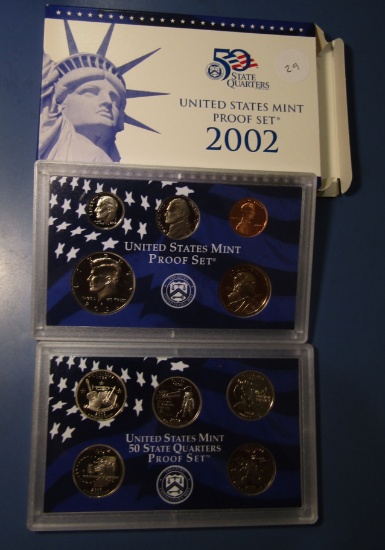 50
STATE
QUARTERS
29
UNITED STATES MINT
PROOF SET®
2002
UNITED STATES MINT
PROOF SET®
UNITED STATES MINT
50 STATE QUARTERS
PROOF SET™